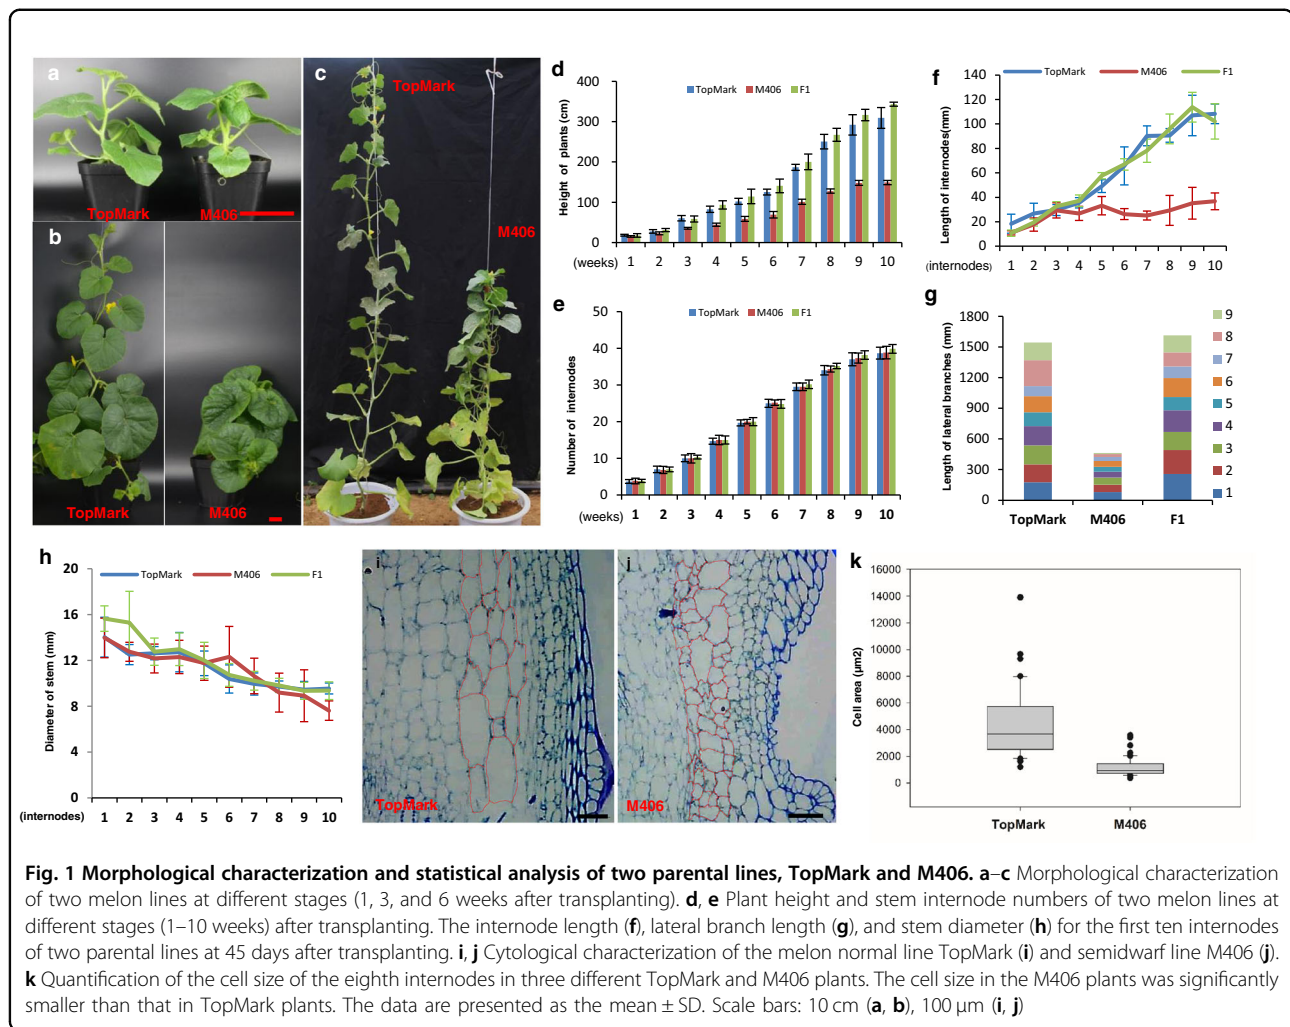 a
TopMark
M406
b
TopMark
M406
c
TopMark
M406
d
400
300
200
100
0
Height of plants (cm)
TopMark M406 F1
(weeks) 1 2 3 4 5 6 7 8 9 10
e
50
40
30
20
10
0
Number of internodes
TopMark M406 F1
(weeks) 1 2 3 4 5 6 7 8 9 10
f
140
120
100
80
60
40
20
0
Length of internodes(mm)
TopMark M406 F1
(internodes) 1 2 3 4 5 6 7 8 9 10
g
1800
1500
1200
900
600
300
0
Length of lateral branches (mm)
TopMark M406 F1
9
8
7
6
5
4
3
2
1
h
20
16
12
8
4
0
Diameter of stem (mm)
TopMark M406 F1
(internodes) 1 2 3 4 5 6 7 8 9 10
i
TopMark
j
M406
k
16000
14000
12000
10000
8000
6000
4000
2000
0
Cell area (µm2)
TopMark M406
Fig. 1 Morphological characterization and statistical analysis of two parental lines, TopMark and M406. a–c Morphological characterization
of two melon lines at different stages (1, 3, and 6 weeks after transplanting). d, e Plant height and stem internode numbers of two melon lines at
different stages (1–10 weeks) after transplanting. The internode length (f), lateral branch length (g), and stem diameter (h) for the first ten internodes
of two parental lines at 45 days after transplanting. i, j Cytological characterization of the melon normal line TopMark (i) and semidwarf line M406 (j).
k Quantification of the cell size of the eighth internodes in three different TopMark and M406 plants. The cell size in the M406 plants was significantly
smaller than that in TopMark plants. The data are presented as the mean ± SD. Scale bars: 10 cm (a, b), 100 µm (i, j)